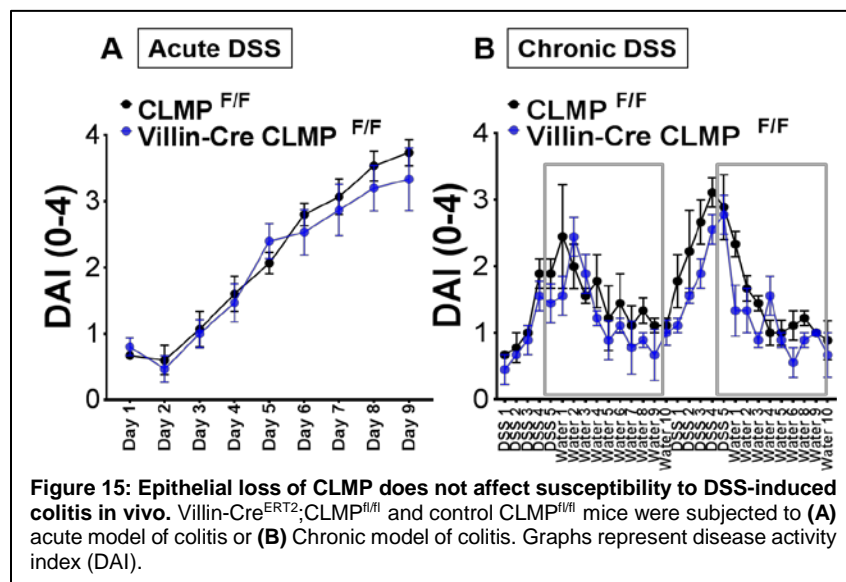 A Acute DSS
CLMP F/F
Villin-Cre CLMP F/F
DAI (0-4)
4
3
2
1
0
Day 1
Day 2
Day 3
Day 4
Day 5
Day 6
Day 7
Day 8
Day 9
B Chronic DSS
CLMP F/F
Villin-Cre CLMP F/F
DAI (0-4)
4
3
2
1
0
DSS 1
DSS 2
DSS 3
DSS 4
DSS 5
Water 1
Water 2
Water 3
Water 4
Water 5
Water 6
Water 7
Water 8
Water 9
Water 10
DSS 1
DSS 2
DSS 3
DSS 4
DSS 5
Water 1
Water 2
Water 3
Water 4
Water 5
Water 6
Water 8
Water 9
Water 10
Figure 15: Epithelial loss of CLMP does not affect susceptibility to DSS-induced
colitis in vivo. Villin-Cre^ERT2;CLMP^fl/fl and control CLMP^fl/fl mice were subjected to (A)
acute model of colitis or (B) Chronic model of colitis. Graphs represent disease activity
index (DAI).